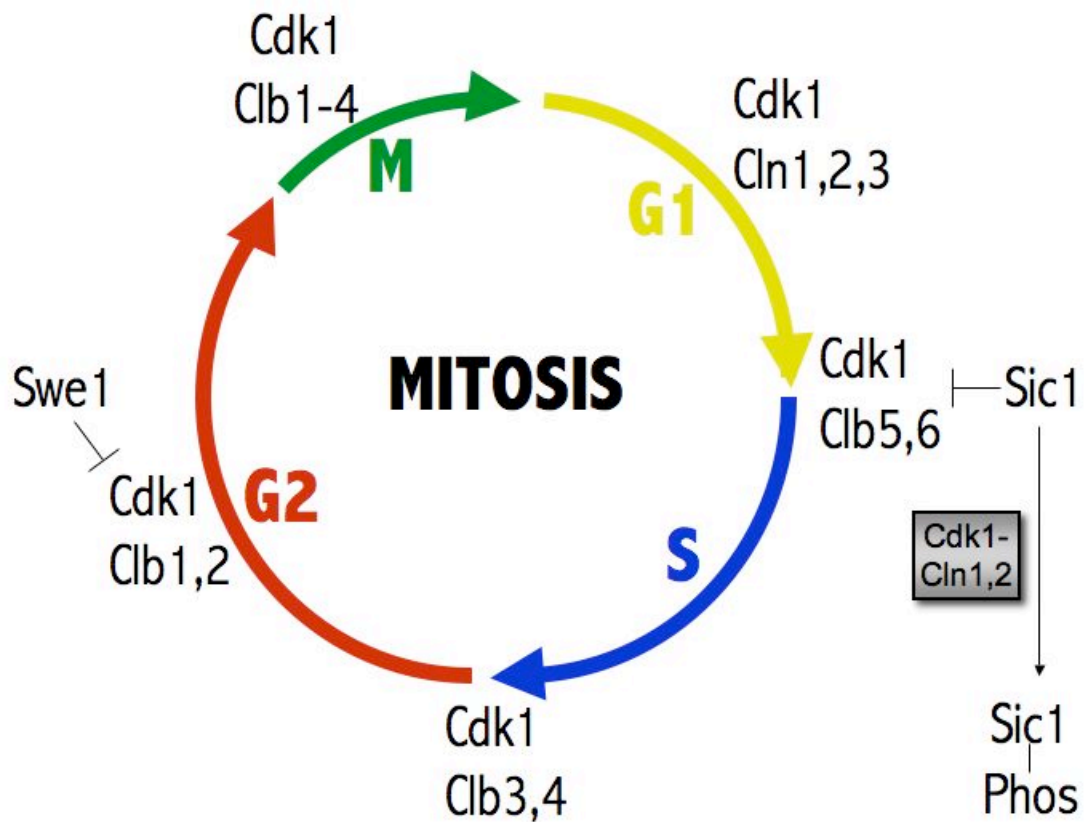 Cdk1
Clb1-4
M
Cdk1
Cln1,2,3
G1
MITOSIS
Swe1
Cdk1
Clb5,6
Sic1
Cdk1
Clb1,2
G2
S
Cdk1-
Cln1,2
Cdk1
Clb3,4
Sic1
Phos